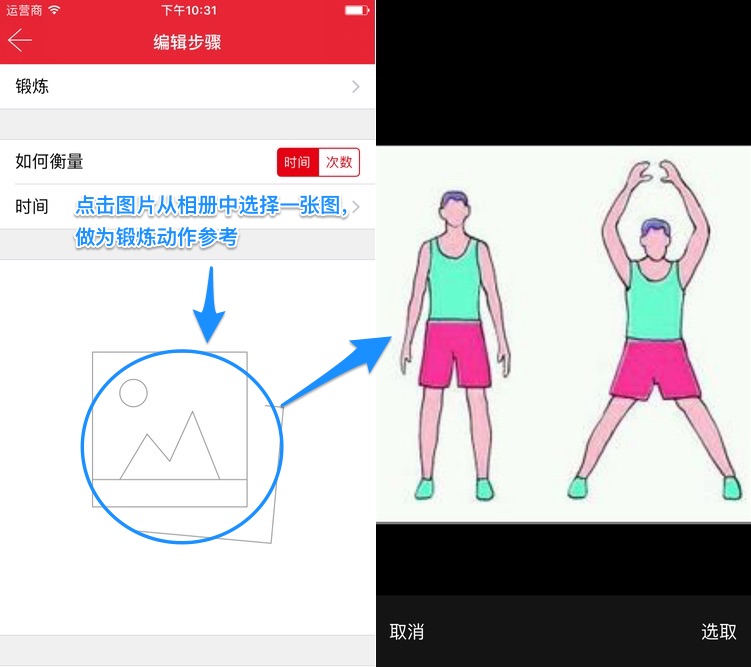 运营商
下午10:31
编辑步骤
锻炼
如何衡量
时间 次数
时间
点击图片从相册中选择一张图,
做为锻炼动作参考
取消
选取